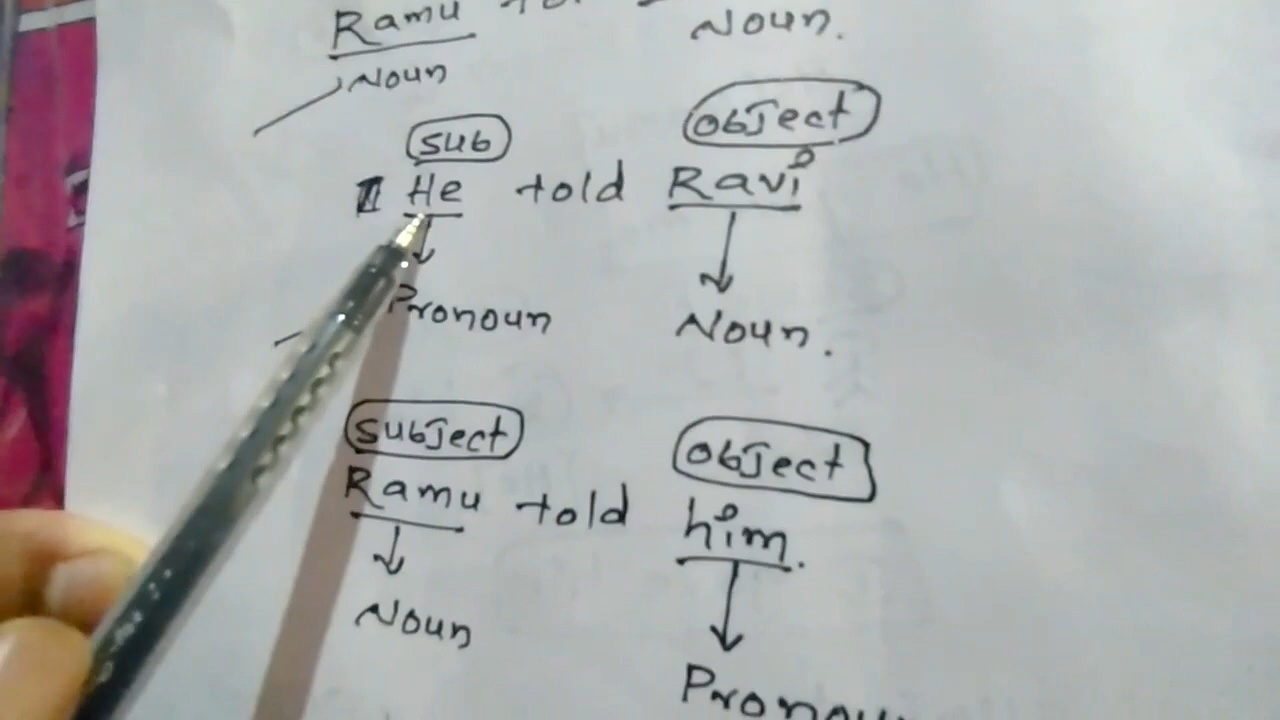 Ramu
Noun Noun.
sub object
He told Ravi
Pronoun Noun.
subject object
Ramu told him.
Noun